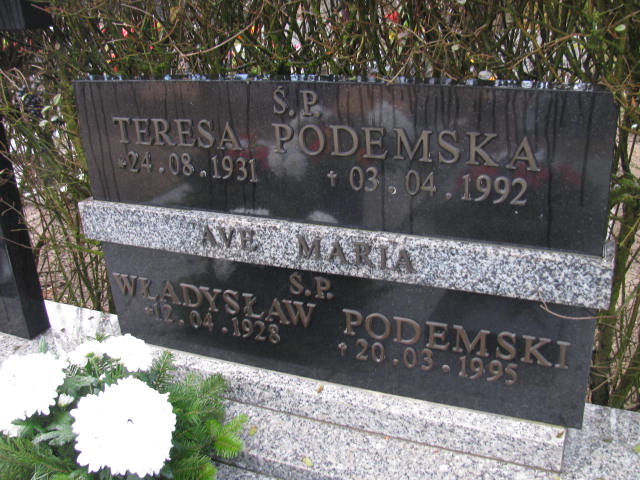 Ś.P.
TERESA PODEMSKA
*24.08.1931 †03.04.1992
AVE MARIA
Ś.P.
WŁADYSŁAW PODEMSKI
*12.04.1928 †20.03.1995